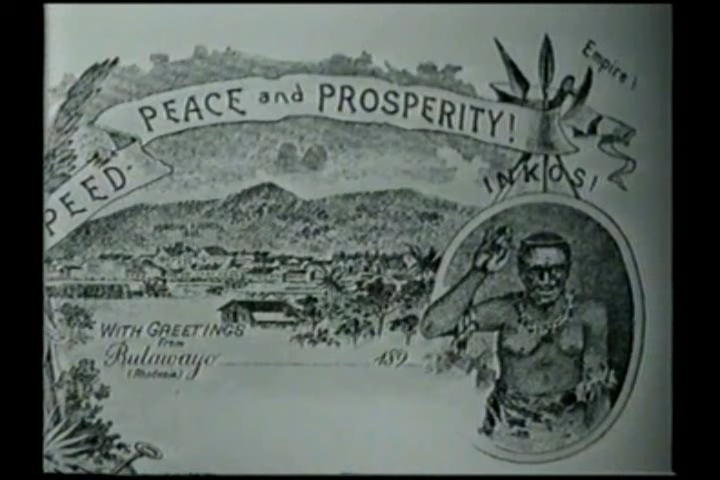 Empire!
PEACE and PROSPERITY!
PEED.
INKOS!
WITH GREETINGS
From
Bulawayo 189
(Rhodesia)